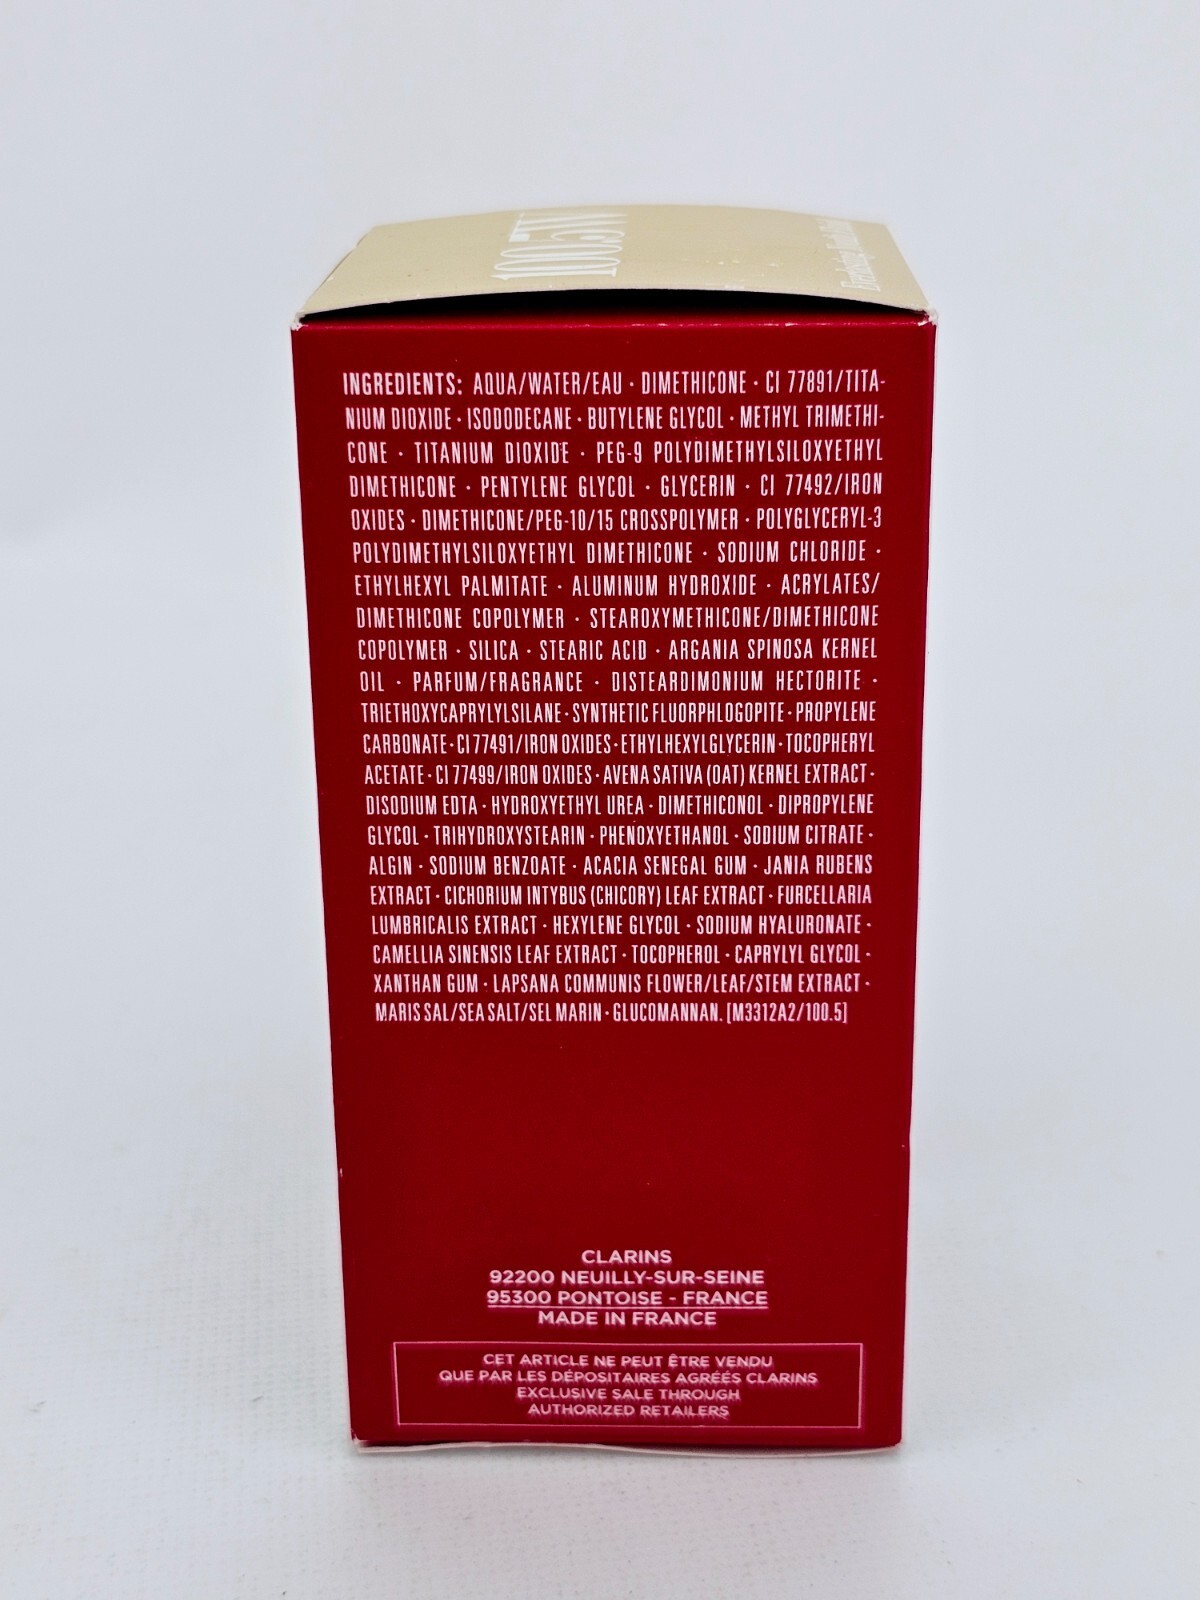 100.5W
INGREDIENTS: AQUA/WATER/EAU · DIMETHICONE · CI 77891/TITA-
NIUM DIOXIDE · ISODODECANE · BUTYLENE GLYCOL · METHYL TRIMETHI-
CONE · TITANIUM DIOXIDE · PEG-9 POLYDIMETHYLSILOXYETHYL
DIMETHICONE · PENTYLENE GLYCOL · GLYCERIN · CI 77492/IRON
OXIDES · DIMETHICONE/PEG-10/15 CROSSPOLYMER · POLYGLYCERYL-3
POLYDIMETHYLSILOXYETHYL DIMETHICONE · SODIUM CHLORIDE ·
ETHYLHEXYL PALMITATE · ALUMINUM HYDROXIDE · ACRYLATES/
DIMETHICONE COPOLYMER · STEAROXYMETHICONE/DIMETHICONE
COPOLYMER · SILICA · STEARIC ACID · ARGANIA SPINOSA KERNEL
OIL · PARFUM/FRAGRANCE · DISTEARDIMONIUM HECTORITE ·
TRIETHOXYCAPRYLYLSILANE · SYNTHETIC FLUORPHLOGOPITE · PROPYLENE
CARBONATE · CI 77491/IRON OXIDES · ETHYLHEXYLGLYCERIN · TOCOPHERYL
ACETATE · CI 77499/IRON OXIDES · AVENA SATIVA (OAT) KERNEL EXTRACT ·
DISODIUM EDTA · HYDROXYETHYL UREA · DIMETHICONOL · DIPROPYLENE
GLYCOL · TRIHYDROXYSTEARIN · PHENOXYETHANOL · SODIUM CITRATE ·
ALGIN · SODIUM BENZOATE · ACACIA SENEGAL GUM · JANIA RUBENS
EXTRACT · CICHORIUM INTYBUS (CHICORY) LEAF EXTRACT · FURCELLARIA
LUMBRICALIS EXTRACT · HEXYLENE GLYCOL · SODIUM HYALURONATE ·
CAMELLIA SINENSIS LEAF EXTRACT · TOCOPHEROL · CAPRYLYL GLYCOL ·
XANTHAN GUM · LAPSANA COMMUNIS FLOWER/LEAF/STEM EXTRACT ·
MARIS SAL/SEA SALT/SEL MARIN · GLUCOMANNAN. [M3312A2/100.5]
CLARINS
92200 NEUILLY-SUR-SEINE
95300 PONTOISE - FRANCE
MADE IN FRANCE
CET ARTICLE NE PEUT ÊTRE VENDU
QUE PAR LES DÉPOSITAIRES AGRÉÉS CLARINS
EXCLUSIVE SALE THROUGH
AUTHORIZED RETAILERS